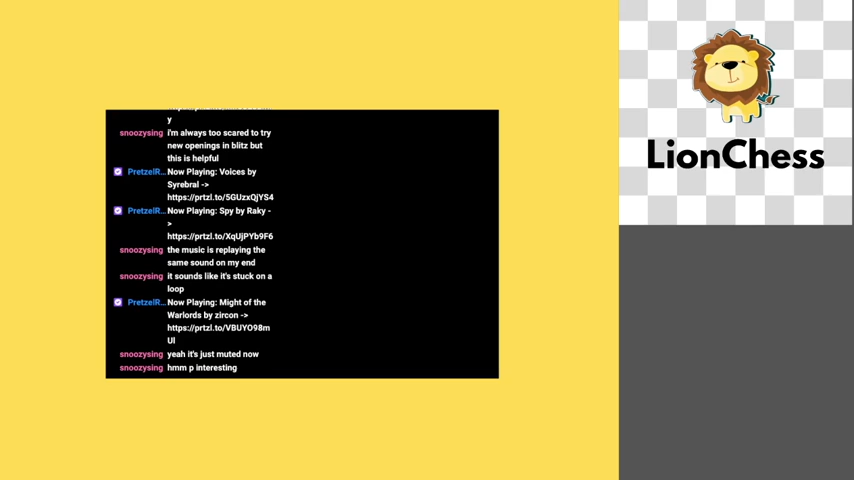 y
snoozysing i'm always too scared to try
new openings in blitz but
this is helpful
PretzelR... Now Playing: Voices by
Syrebral ->
https://prtzl.to/5GUzxQjYS4
PretzelR... Now Playing: Spy by Raky -
>
https://prtzl.to/XqUjPYb9F6
snoozysing the music is replaying the
same sound on my end
snoozysing it sounds like it's stuck on a
loop
PretzelR... Now Playing: Might of the
Warlords by zircon ->
https://prtzl.to/VBUYO98m
Ul
snoozysing yeah it's just muted now
snoozysing hmm p interesting
LionChess